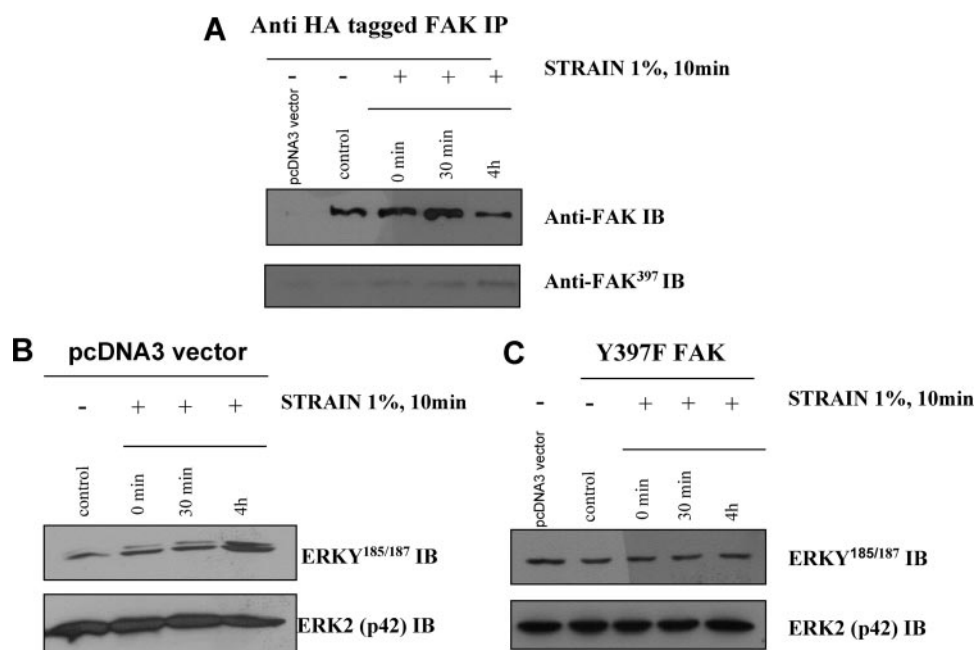 A Anti HA tagged FAK IP
- - + + + STRAIN 1%, 10min
pcDNA3 vector control 0 min 30 min 4h
Anti-FAK IB
Anti-FAK397 IB
B pcDNA3 vector
- + + + STRAIN 1%, 10min
control 0 min 30 min 4h
ERKY185/187 IB
ERK2 (p42) IB
C Y397F FAK
- - + + + STRAIN 1%, 10min
pcDNA3 vector control 0 min 30 min 4h
ERKY185/187 IB
ERK2 (p42) IB